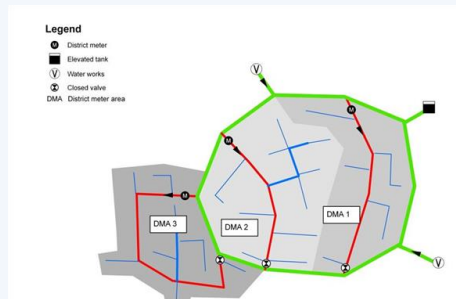 Legend
M District meter
Elevated tank
V Water works
Closed valve
DMA District meter area
V
M
M
M
DMA 3
DMA 2
DMA 1
V